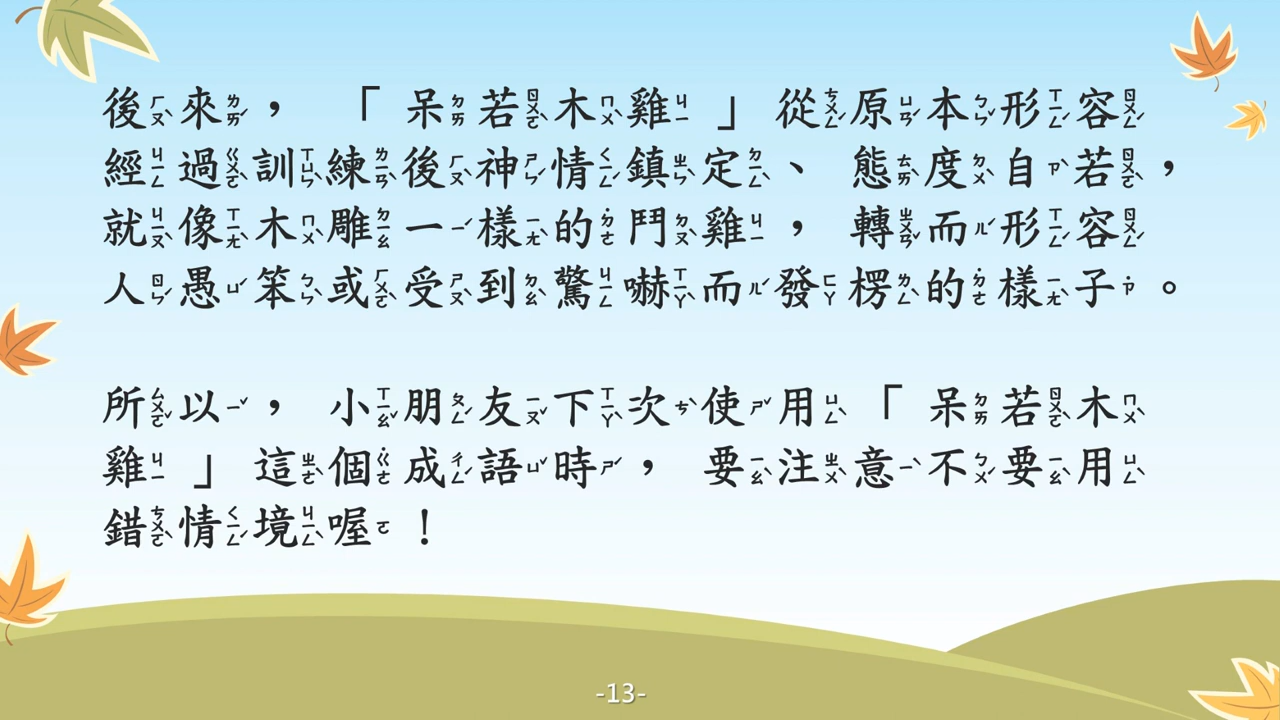 後來，「呆若木雞」從原本形容
經過訓練後神情鎮定、態度自若，
就像木雕一樣的鬥雞，轉而形容
人愚笨或受到驚嚇而發楞的樣子。
所以，小朋友下次使用「呆若木
雞」這個成語時，要注意不要用
錯情境喔！
-13-